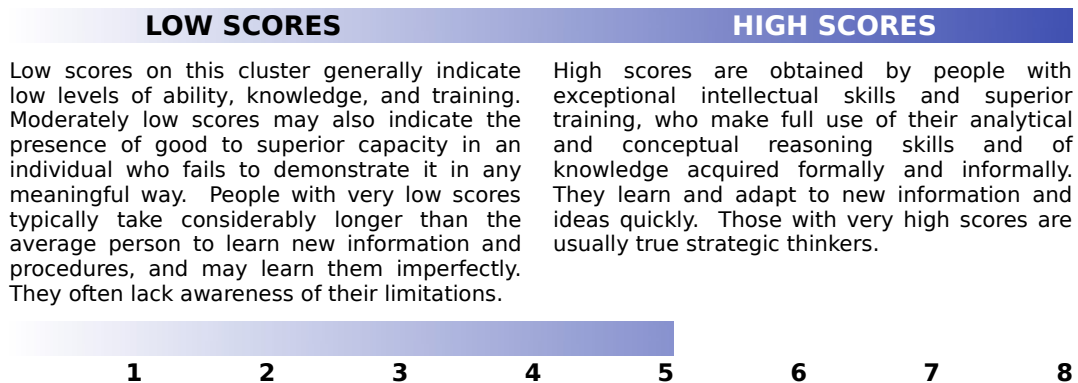 LOW SCORES
Low scores on this cluster generally indicate
low levels of ability, knowledge, and training.
Moderately low scores may also indicate the
presence of good to superior capacity in an
individual who fails to demonstrate it in any
meaningful way. People with very low scores
typically take considerably longer than the
average person to learn new information and
procedures, and may learn them imperfectly.
They often lack awareness of their limitations.
HIGH SCORES
High scores are obtained by people with
exceptional intellectual skills and superior
training, who make full use of their analytical
and conceptual reasoning skills and of
knowledge acquired formally and informally.
They learn and adapt to new information and
ideas quickly. Those with very high scores are
usually true strategic thinkers.
1 2 3 4 5 6 7 8